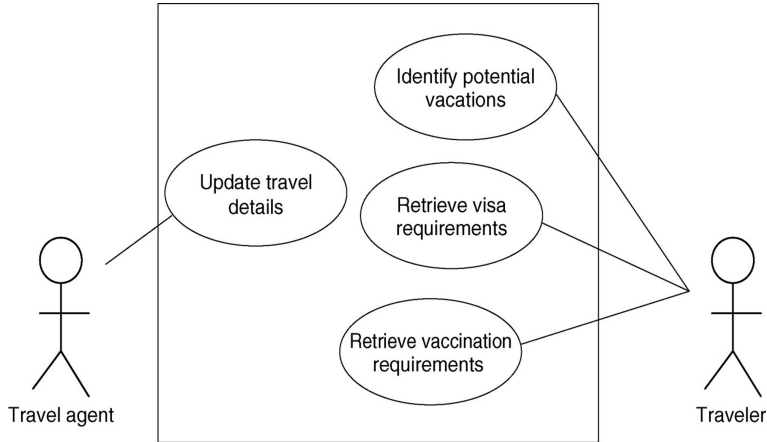 Identify potential
vacations
Update travel
details
Retrieve visa
requirements
Retrieve vaccination
requirements
Travel agent
Traveler